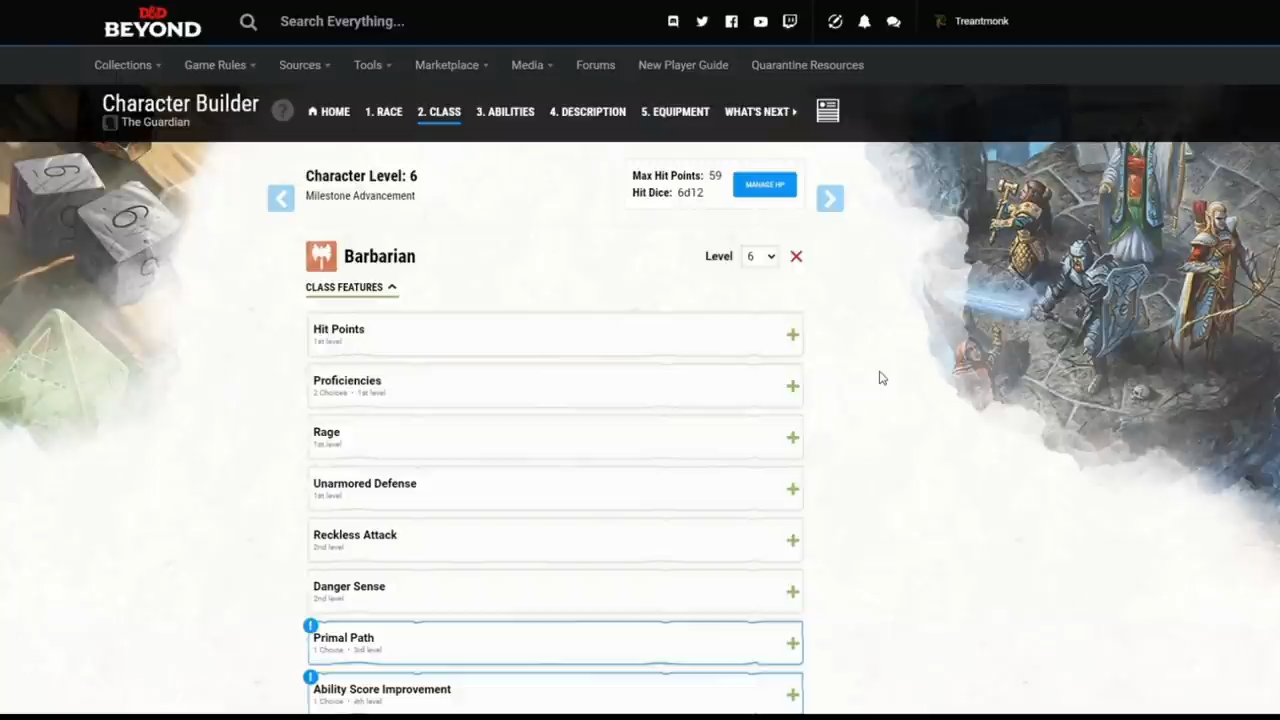 D&D
BEYOND
Search Everything...
Treantmonk
Collections
Game Rules
Sources
Tools
Marketplace
Media
Forums
New Player Guide
Quarantine Resources
Character Builder
The Guardian
?
HOME
1. RACE
2. CLASS
3. ABILITIES
4. DESCRIPTION
5. EQUIPMENT
WHAT'S NEXT
Character Level: 6
Milestone Advancement
Max Hit Points: 59
Hit Dice: 6d12
MANAGE HP
Barbarian
Level 6
CLASS FEATURES
Hit Points
1st level
Proficiencies
2 Choices • 1st level
Rage
1st level
Unarmored Defense
1st level
Reckless Attack
2nd level
Danger Sense
2nd level
!
Primal Path
1 Choice • 3rd level
!
Ability Score Improvement
1 Choice • 4th level